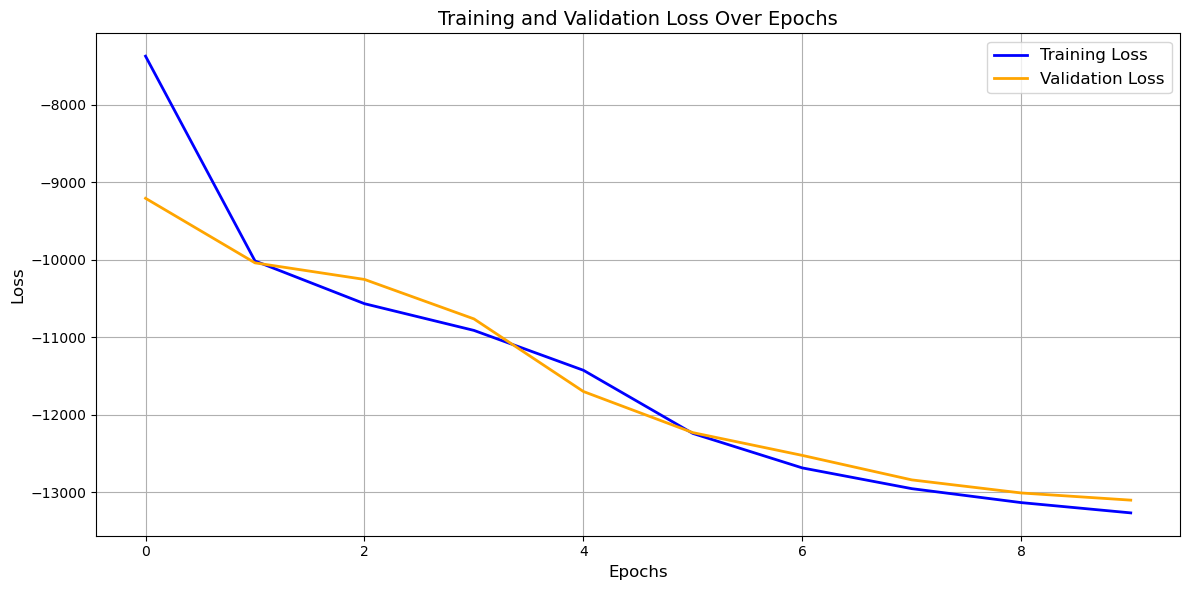 Training and Validation Loss Over Epochs
Training Loss
Validation Loss
−8000
−9000
−10000
−11000
−12000
−13000
Loss
0 2 4 6 8
Epochs